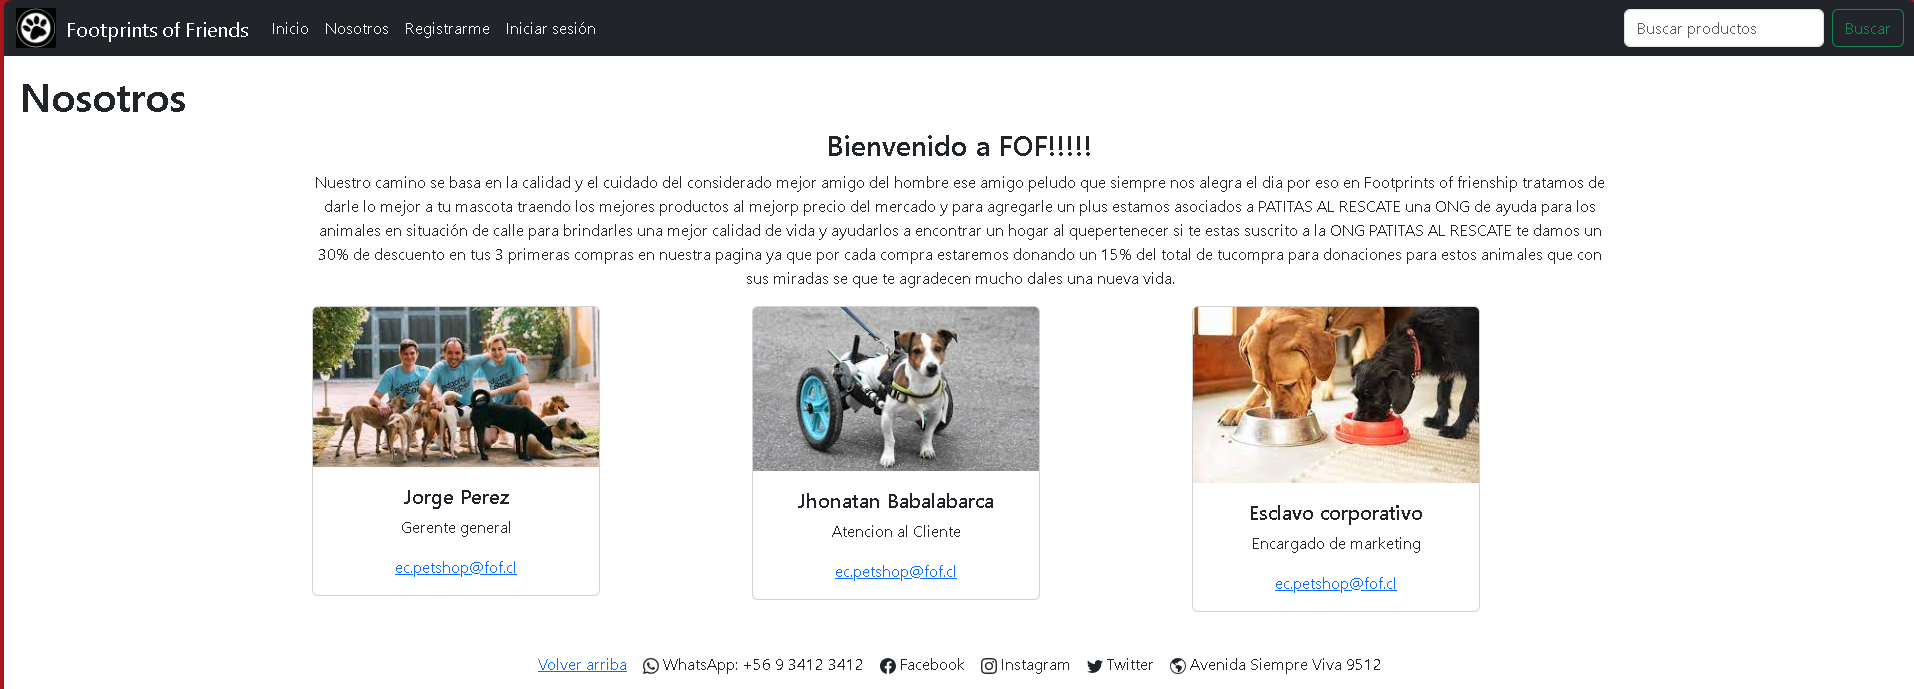 Footprints of Friends Inicio Nosotros Registrarme Iniciar sesión Buscar productos Buscar
Nosotros
Bienvenido a FOF!!!!!
Nuestro camino se basa en la calidad y el cuidado del considerado mejor amigo del hombre ese amigo peludo que siempre nos alegra el dia por eso en Footprints of frienship tratamos de
darle lo mejor a tu mascota traendo los mejores productos al mejorp precio del mercado y para agregarle un plus estamos asociados a PATITAS AL RESCATE una ONG de ayuda para los
animales en situación de calle para brindarles una mejor calidad de vida y ayudarlos a encontrar un hogar al quepertenecer si te estas suscrito a la ONG PATITAS AL RESCATE te damos un
30% de descuento en tus 3 primeras compras en nuestra pagina ya que por cada compra estaremos donando un 15% del total de tucompra para donaciones para estos animales que con
sus miradas se que te agradecen mucho dales una nueva vida.
Jorge Perez
Gerente general
ec.petshop@fof.cl
Jhonatan Babalabarca
Atencion al Cliente
ec.petshop@fof.cl
Esclavo corporativo
Encargado de marketing
ec.petshop@fof.cl
Volver arriba WhatsApp: +56 9 3412 3412 Facebook Instagram Twitter Avenida Siempre Viva 9512